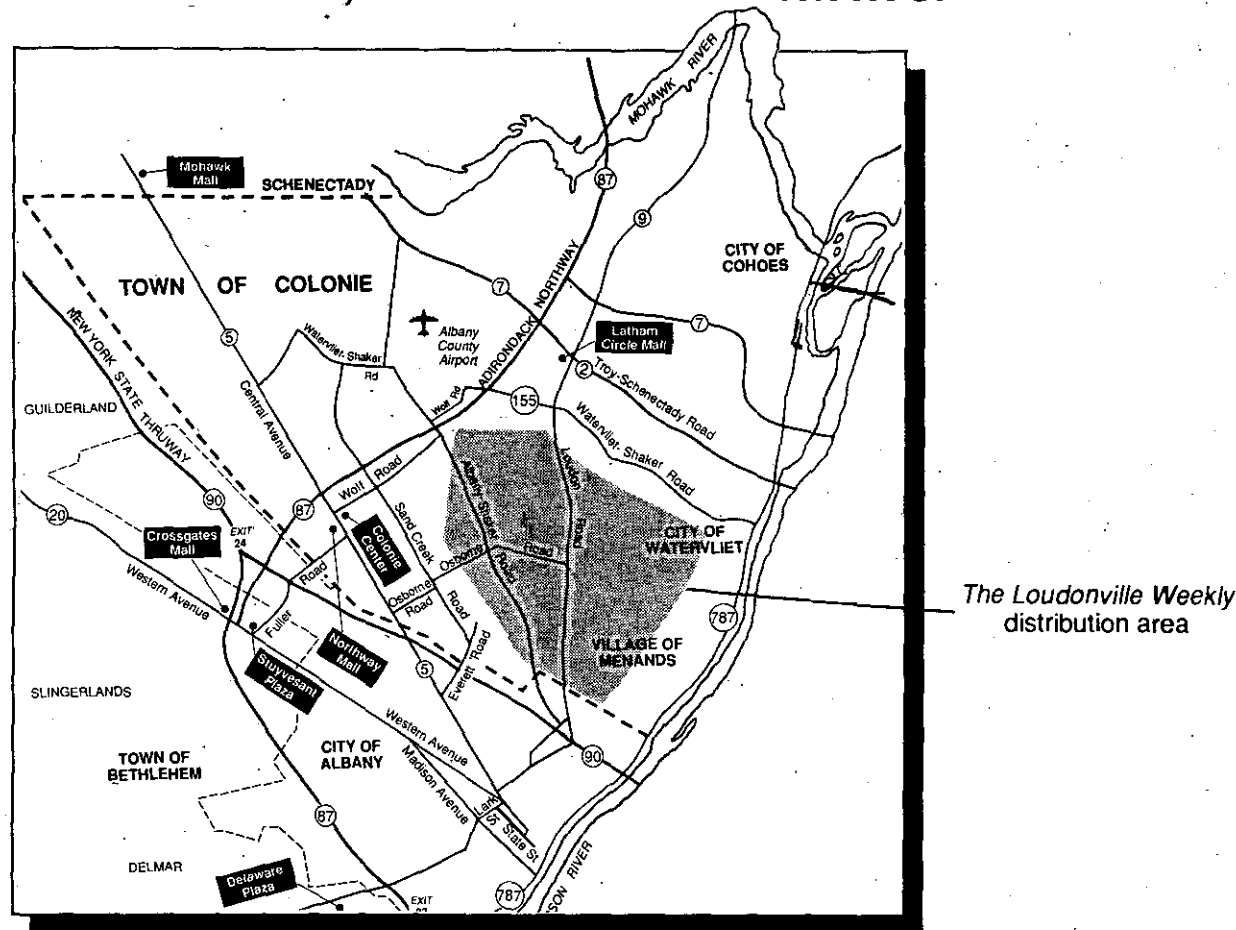 MOHAWK RIVER
Mohawk
Mall
SCHENECTADY
87
9
CITY OF
COHOES
TOWN OF COLONIE
ADIRONDACK NORTHWAY
7
7
5
Watervliet-Shaker
Rd
Albany
County
Airport
Latham
Circle Mall
2
Troy-Schenectady Road
NEW YORK STATE THRUWAY
Central Avenue
Wolf Rd
155
Watervliet-Shaker Road
GUILDERLAND
Wolf Road
Albany Shaker Road
Loudon Road
90
20
87
EXIT
24
Crossgates
Mall
Colonie
Center
Sand Creek Road
Osborne Road
Osborne Road
CITY OF
WATERVLIET
Western Avenue
Fuller Road
Northway
Mall
Stuyvesant
Plaza
5
Everett Road
787
VILLAGE OF
MENANDS
The Loudonville Weekly
distribution area
SLINGERLANDS
Western Avenue
90
TOWN OF
BETHLEHEM
CITY OF
ALBANY
Madison Avenue
Lark St
State St
87
DELMAR
Delaware
Plaza
EXIT
787
SON RIVER